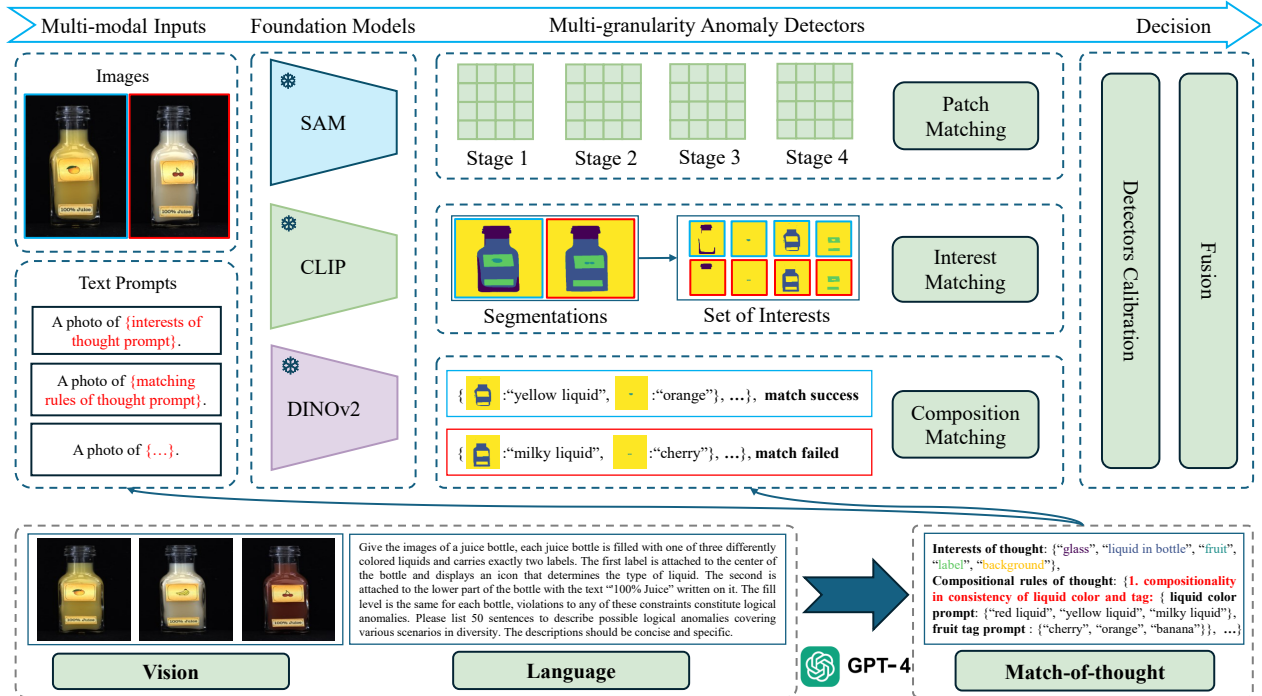 Multi-modal Inputs
Foundation Models
Multi-granularity Anomaly Detectors
Decision
Images
100% Juice
100% Juice
Text Prompts
A photo of {interests of
thought prompt}.
A photo of {matching
rules of thought prompt}.
A photo of {…}.
SAM
CLIP
DINOv2
Stage 1
Stage 2
Stage 3
Stage 4
Patch
Matching
Segmentations
Set of Interests
Interest
Matching
{ :“yellow liquid”, :“orange”}, …}, match success
{ :“milky liquid”, :“cherry”}, …}, match failed
Composition
Matching
Detectors Calibration
Fusion
100% Juice
100% Juice
100% Juice
Vision
Give the images of a juice bottle, each juice bottle is filled with one of three differently
colored liquids and carries exactly two labels. The first label is attached to the center of
the bottle and displays an icon that determines the type of liquid. The second is
attached to the lower part of the bottle with the text “"100% Juice” written on it. The fill
level is the same for each bottle, violations to any of these constraints constitute logical
anomalies. Please list 50 sentences to describe possible logical anomalies covering
various scenarios in diversity. The descriptions should be concise and specific.
Language
GPT-4
Interests of thought: {“glass”, “liquid in bottle”, “fruit”,
“label”, “background”},
Compositional rules of thought: {1. compositionality
in consistency of liquid color and tag: { liquid color
prompt: {“red liquid”, “yellow liquid”, “milky liquid”},
fruit tag prompt : {“cherry”, “orange”, “banana”}}, …}
Match-of-thought